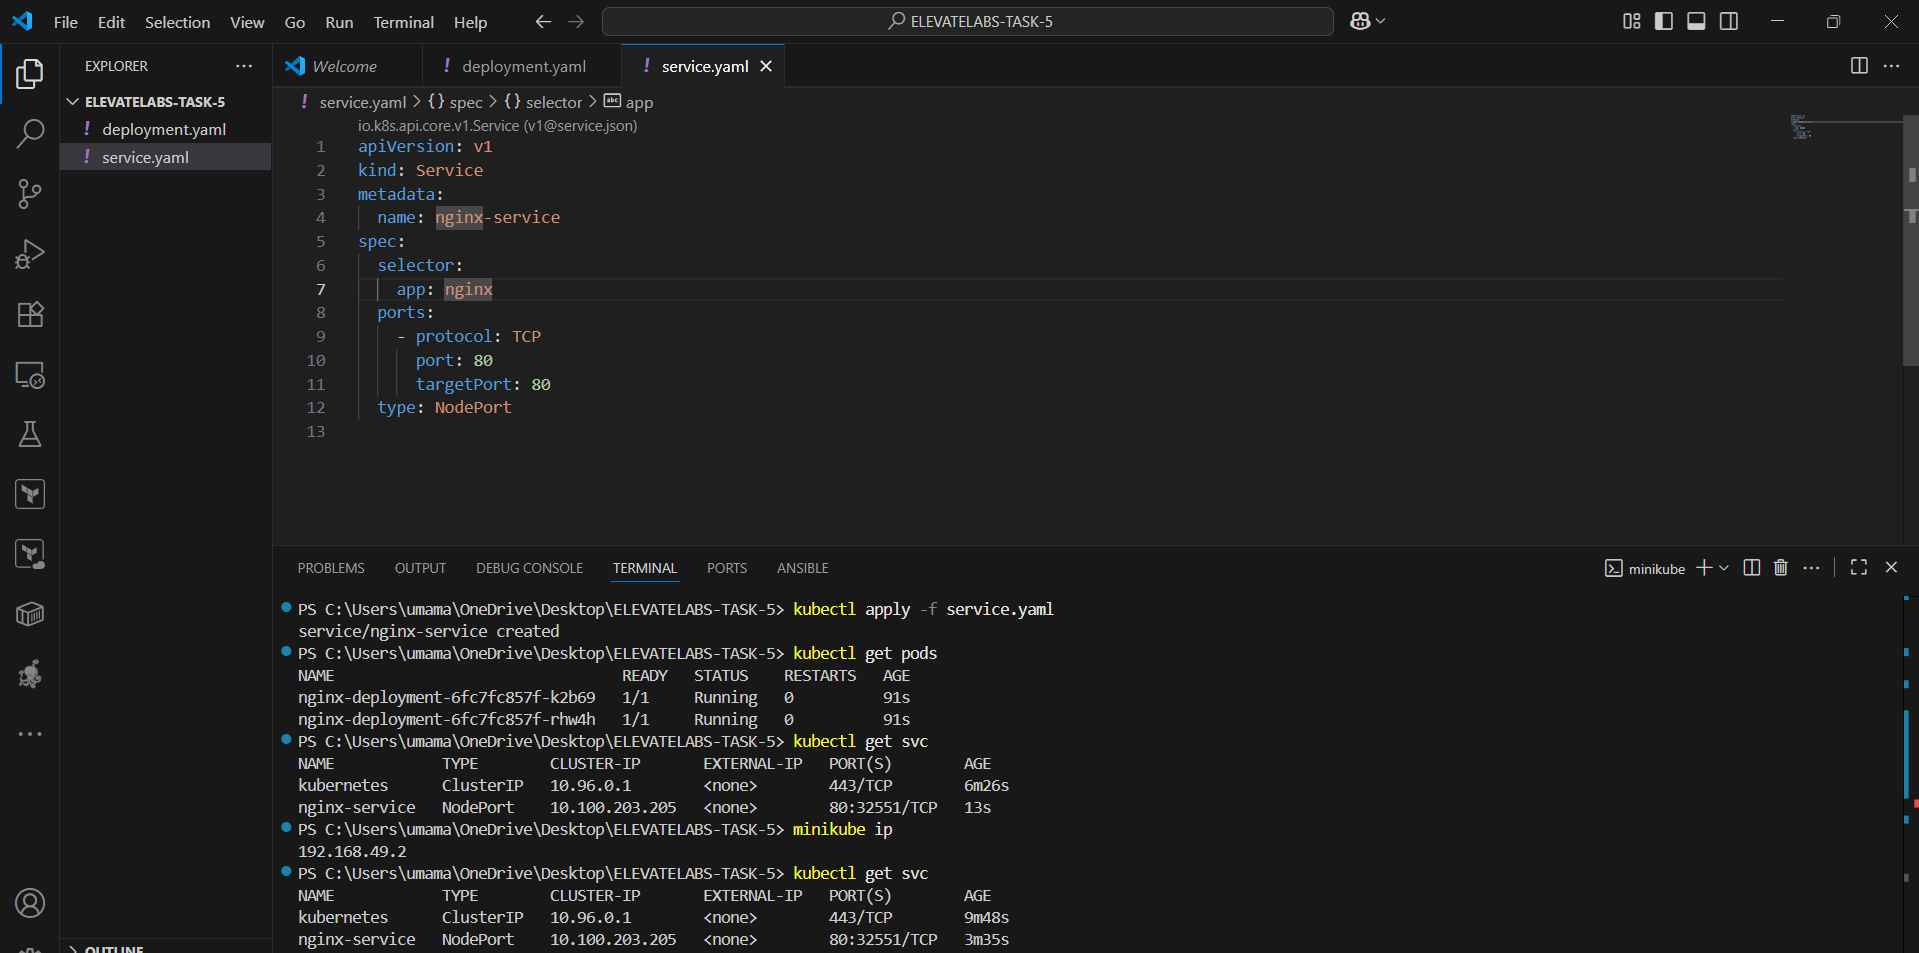 File Edit Selection View Go Run Terminal Help
ELEVATELABS-TASK-5
EXPLORER
ELEVATELABS-TASK-5
deployment.yaml
service.yaml
OUTLINE
Welcome
deployment.yaml
service.yaml
service.yaml > {} spec > {} selector > abc app
io.k8s.api.core.v1.Service (v1@service.json)
1 apiVersion: v1
2 kind: Service
3 metadata:
4 name: nginx-service
5 spec:
6 selector:
7 app: nginx
8 ports:
9 - protocol: TCP
10 port: 80
11 targetPort: 80
12 type: NodePort
13
PROBLEMS OUTPUT DEBUG CONSOLE TERMINAL PORTS ANSIBLE
minikube
PS C:\Users\umama\OneDrive\Desktop\ELEVATELABS-TASK-5> kubectl apply -f service.yaml
service/nginx-service created
PS C:\Users\umama\OneDrive\Desktop\ELEVATELABS-TASK-5> kubectl get pods
NAME READY STATUS RESTARTS AGE
nginx-deployment-6fc7fc857f-k2b69 1/1 Running 0 91s
nginx-deployment-6fc7fc857f-rhw4h 1/1 Running 0 91s
PS C:\Users\umama\OneDrive\Desktop\ELEVATELABS-TASK-5> kubectl get svc
NAME TYPE CLUSTER-IP EXTERNAL-IP PORT(S) AGE
kubernetes ClusterIP 10.96.0.1 <none> 443/TCP 6m26s
nginx-service NodePort 10.100.203.205 <none> 80:32551/TCP 13s
PS C:\Users\umama\OneDrive\Desktop\ELEVATELABS-TASK-5> minikube ip
192.168.49.2
PS C:\Users\umama\OneDrive\Desktop\ELEVATELABS-TASK-5> kubectl get svc
NAME TYPE CLUSTER-IP EXTERNAL-IP PORT(S) AGE
kubernetes ClusterIP 10.96.0.1 <none> 443/TCP 9m48s
nginx-service NodePort 10.100.203.205 <none> 80:32551/TCP 3m35s